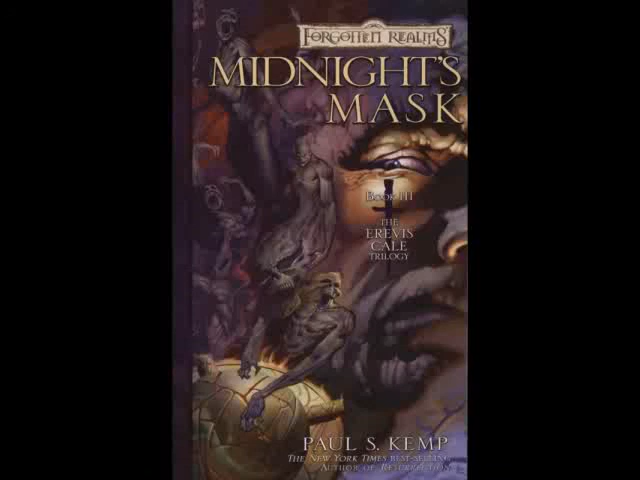 FORGOTTEN REALMS
MIDNIGHT'S
MASK
BOOK III
THE
EREVIS
CALE
TRILOGY
PAUL S. KEMP
THE NEW YORK TIMES BEST-SELLING
AUTHOR OF RESURRECTION